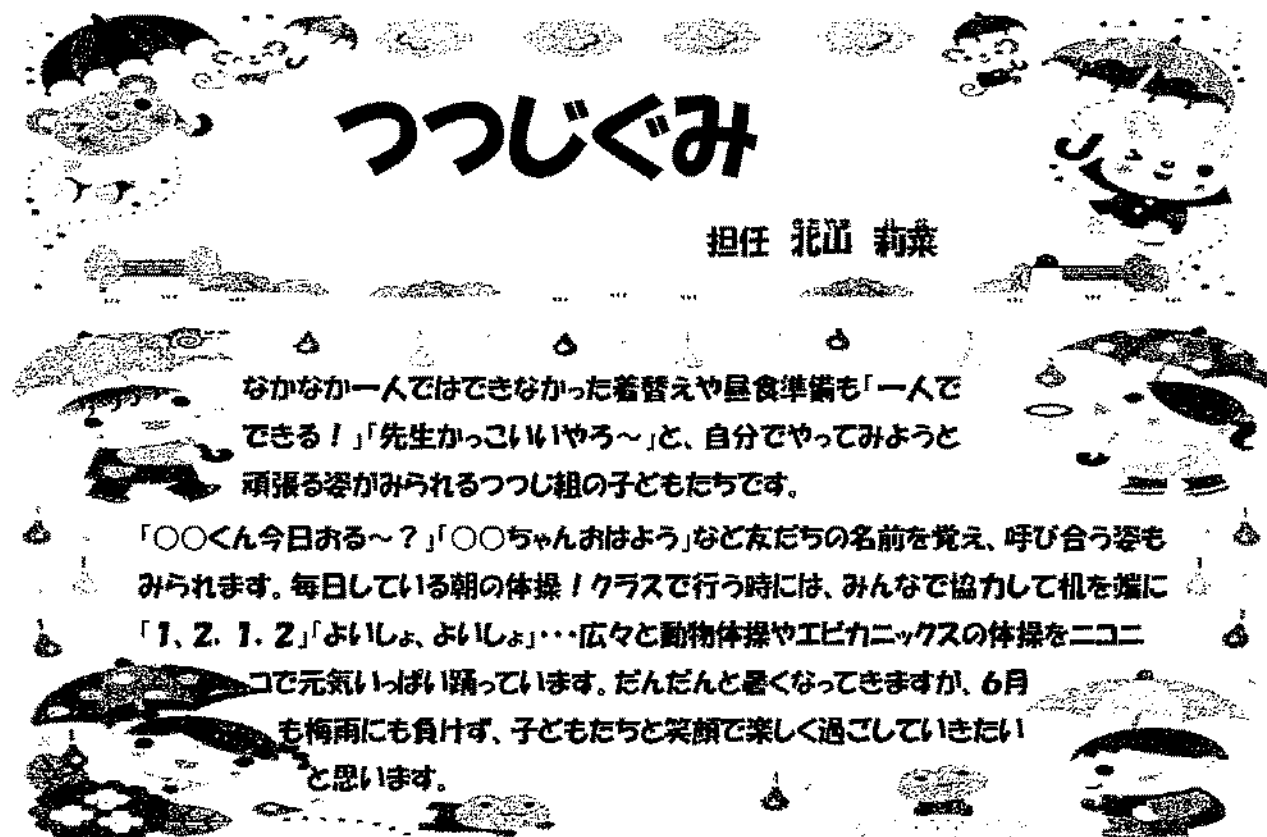 つつじぐみ
担任 北山 莉菜
なかなか一人ではできなかった着替えや昼食準備も「一人で
できる！」「先生かっこいいやろ～」と、自分でやってみようと
頑張る姿がみられるつつじ組の子どもたちです。
「○○くん今日おる～？」「○○ちゃんおはよう」など友だちの名前を覚え、呼び合う姿も
みられます。毎日している朝の体操！クラスで行う時には、みんなで協力して机を端に
「1、2．1．2」「よいしょ、よいしょ」・・・広々と動物体操やエビカニックスの体操をニコニ
コで元気いっぱい踊っています。だんだんと暑くなってきますが、6月
も梅雨にも負けず、子どもたちと笑顔で楽しく過ごしていきたい
と思います。